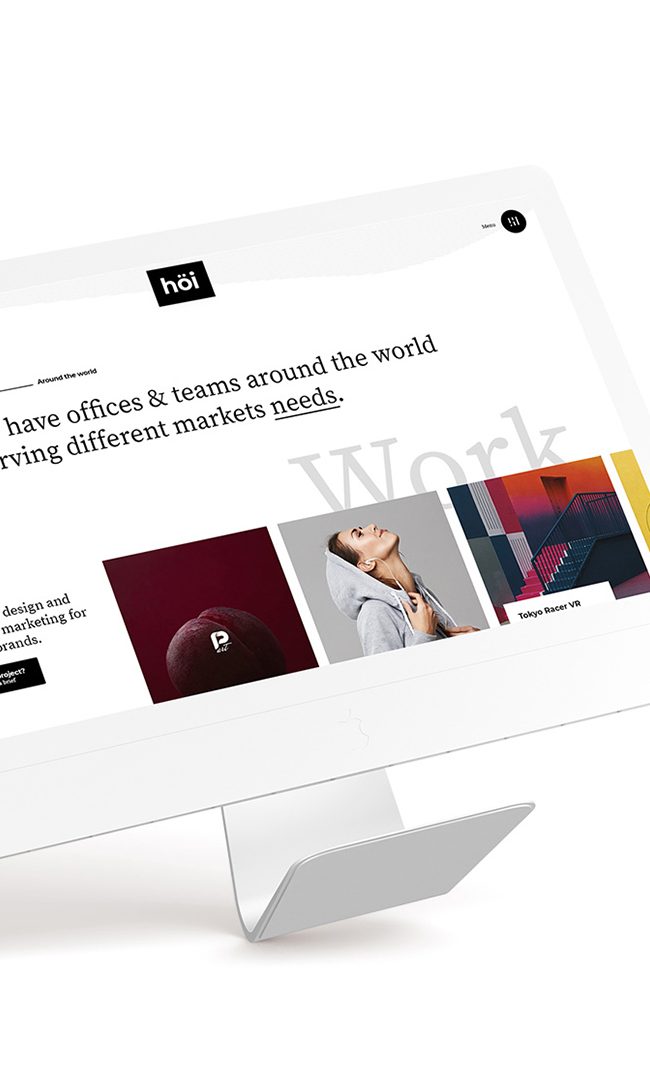 Menu
höi
Around the world
have offices & teams around the world
rving different markets needs.
Work
design and
marketing for
brands.
roject?
brief
P
art
Tokyo Racer VR